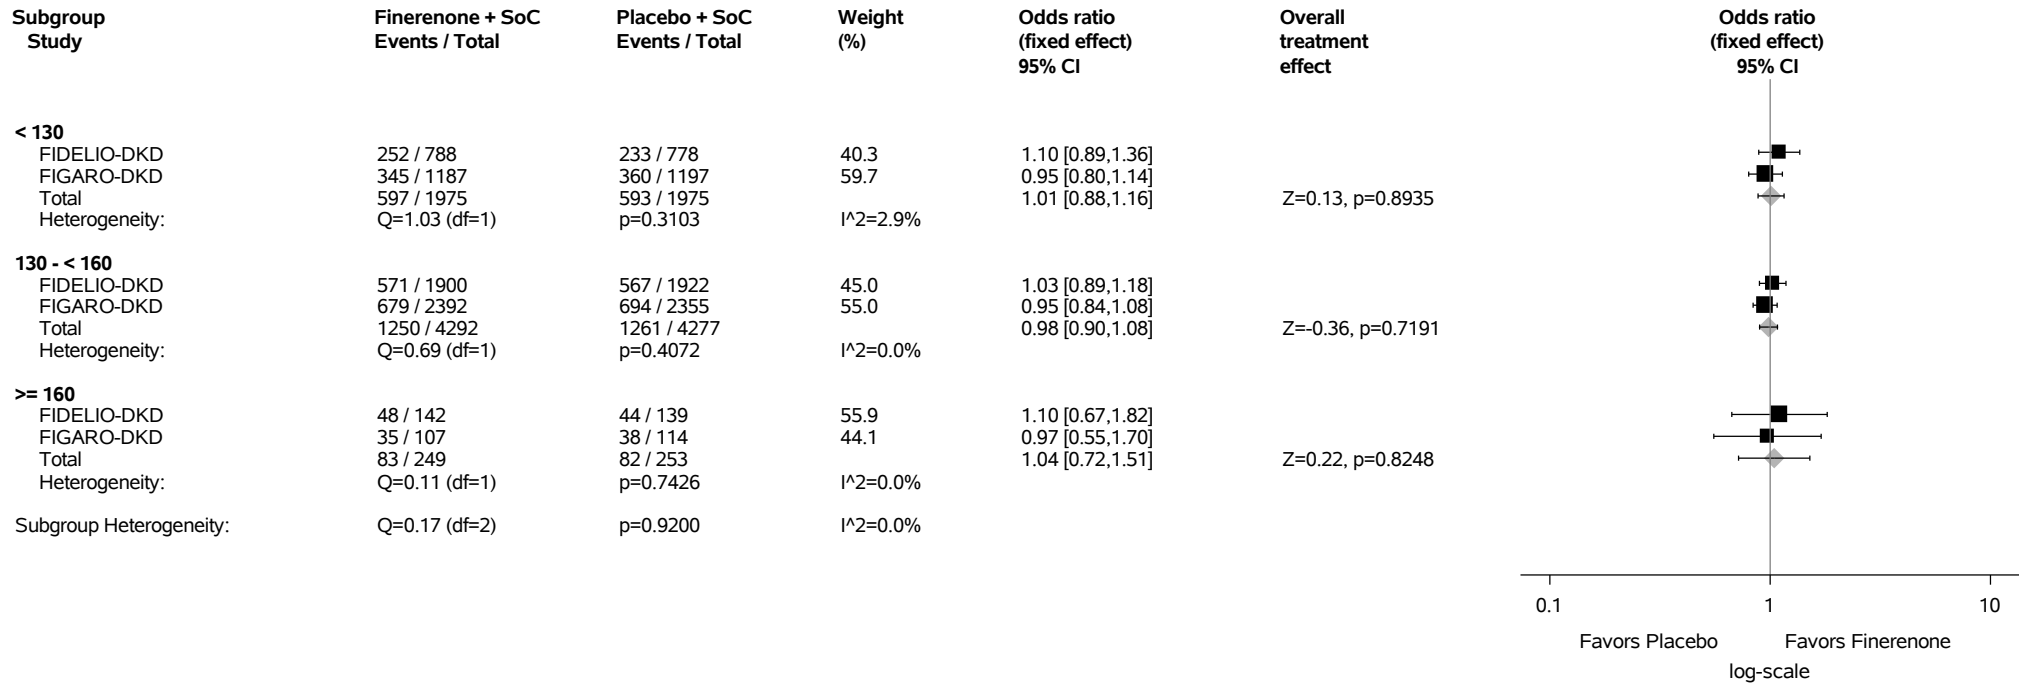 Subgroup Finerenone + SoC Placebo + SoC Weight Odds ratio Overall Odds ratio
Study Events / Total Events / Total (%) (fixed effect) treatment (fixed effect)
95% CI effect 95% CI
< 130
FIDELIO-DKD 252 / 788 233 / 778 40.3 1.10 [0.89,1.36]
FIGARO-DKD 345 / 1187 360 / 1197 59.7 0.95 [0.80,1.14]
Total 597 / 1975 593 / 1975 1.01 [0.88,1.16] Z=0.13, p=0.8935
Heterogeneity: Q=1.03 (df=1) p=0.3103 I^2=2.9%
130 - < 160
FIDELIO-DKD 571 / 1900 567 / 1922 45.0 1.03 [0.89,1.18]
FIGARO-DKD 679 / 2392 694 / 2355 55.0 0.95 [0.84,1.08]
Total 1250 / 4292 1261 / 4277 0.98 [0.90,1.08] Z=-0.36, p=0.7191
Heterogeneity: Q=0.69 (df=1) p=0.4072 I^2=0.0%
>= 160
FIDELIO-DKD 48 / 142 44 / 139 55.9 1.10 [0.67,1.82]
FIGARO-DKD 35 / 107 38 / 114 44.1 0.97 [0.55,1.70]
Total 83 / 249 82 / 253 1.04 [0.72,1.51] Z=0.22, p=0.8248
Heterogeneity: Q=0.11 (df=1) p=0.7426 I^2=0.0%
Subgroup Heterogeneity: Q=0.17 (df=2) p=0.9200 I^2=0.0%
0.1 1 10
Favors Placebo Favors Finerenone
log-scale